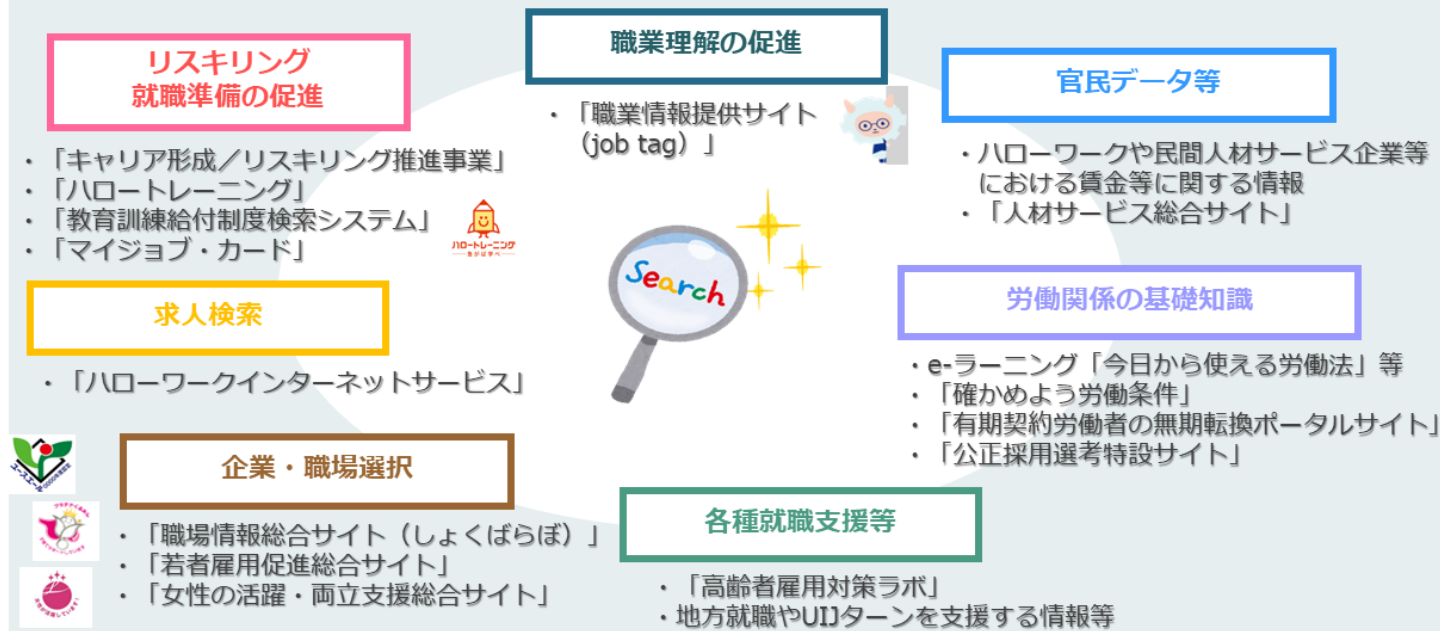 職業理解の促進
・「職業情報提供サイト
（job tag）」
リスキリング
就職準備の促進
・「キャリア形成／リスキリング推進事業」
・「ハロートレーニング」
・「教育訓練給付制度検索システム」
・「マイジョブ・カード」
ハロートレーニング
急がば学べ
官民データ等
・ハローワークや民間人材サービス企業等
における賃金等に関する情報
・「人材サービス総合サイト」
Search
求人検索
・「ハローワークインターネットサービス」
労働関係の基礎知識
・e-ラーニング「今日から使える労働法」等
・「確かめよう労働条件」
・「有期契約労働者の無期転換ポータルサイト」
・「公正採用選考特設サイト」
企業・職場選択
・「職場情報総合サイト（しょくばらぼ）」
・「若者雇用促進総合サイト」
・「女性の活躍・両立支援総合サイト」
ユースエール
各種就職支援等
・「高齢者雇用対策ラボ」
・地方就職やUIJターンを支援する情報等